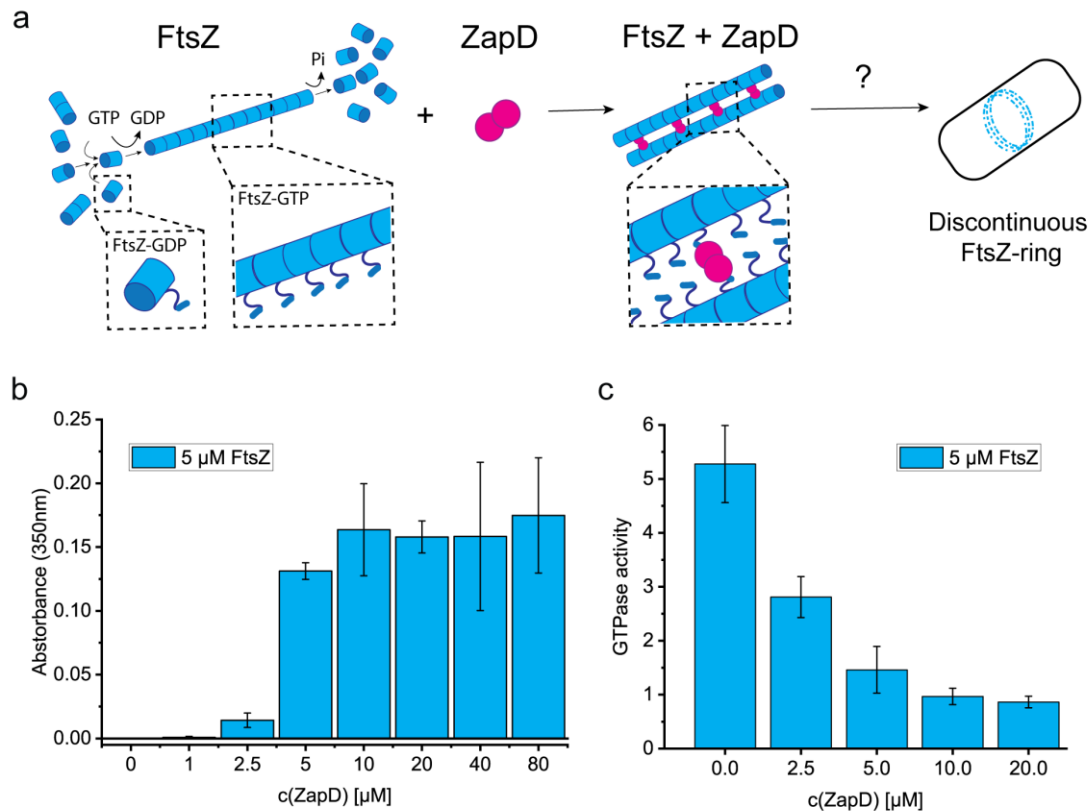 a
FtsZ
ZapD
FtsZ + ZapD
Pi
GTP GDP
+
?
FtsZ-GDP
FtsZ-GTP
Discontinuous
FtsZ-ring
b
Abstorbance (350nm)
0.25
0.20
0.15
0.10
0.05
0.00
5 µM FtsZ
0 1 2.5 5 10 20 40 80
c(ZapD) [µM]
c
GTPase activity
6
5
4
3
2
1
0
5 µM FtsZ
0.0 2.5 5.0 10.0 20.0
c(ZapD) [µM]